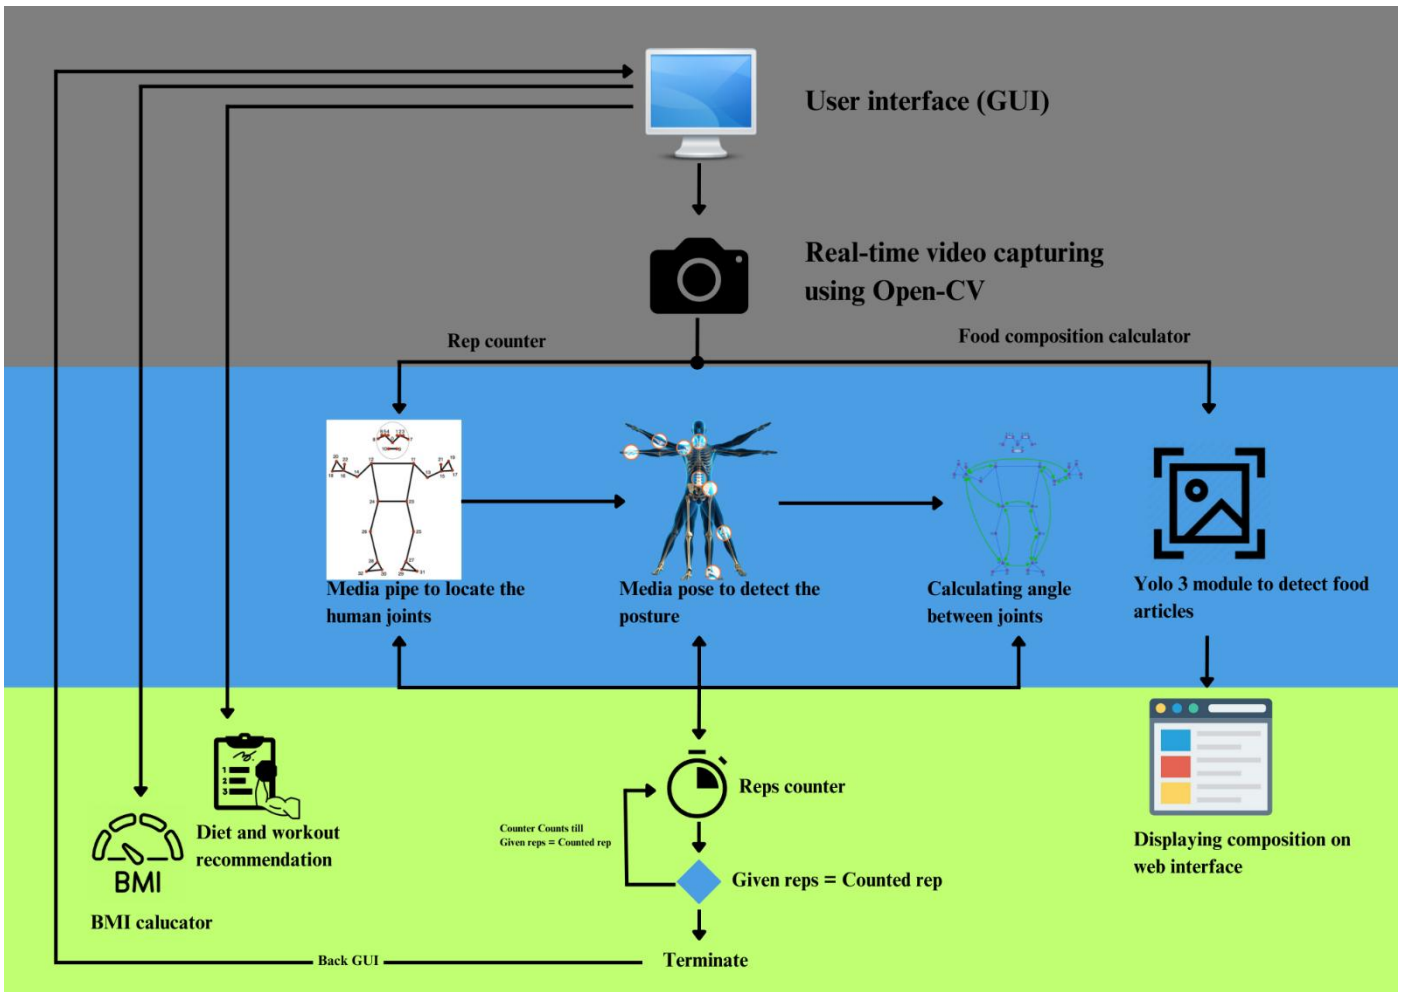 User interface (GUI)
Real-time video capturing
using Open-CV
Rep counter
Food composition calculator
Media pipe to locate the
human joints
Media pose to detect the
posture
Calculating angle
between joints
Yolo 3 module to detect food
articles
Reps counter
Counter Counts till
Given reps = Counted rep
Given reps = Counted rep
Diet and workout
recommendation
1
2
3
BMI
BMI calucator
Displaying composition on
web interface
Back GUI
Terminate